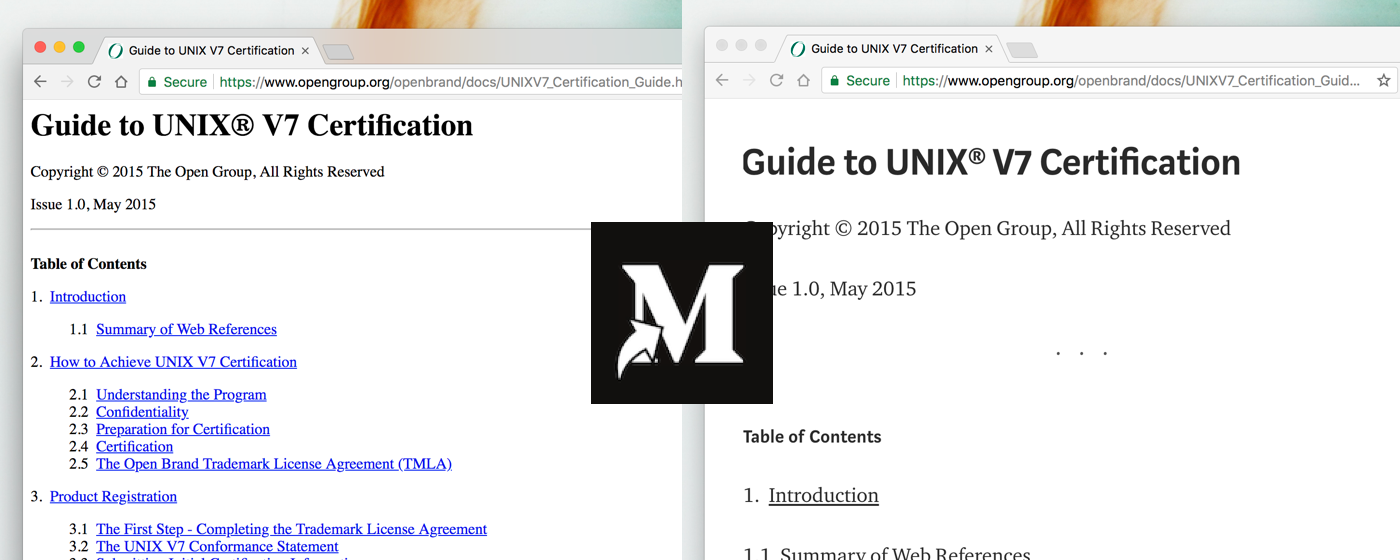 Guide to UNIX V7 Certification
Secure
https://www.opengroup.org/openbrand/docs/UNIXV7_Certification_Guide.h
Guide to UNIX® V7 Certification
Copyright © 2015 The Open Group, All Rights Reserved
Issue 1.0, May 2015
Table of Contents
1. Introduction
1.1 Summary of Web References
2. How to Achieve UNIX V7 Certification
2.1 Understanding the Program
2.2 Confidentiality
2.3 Preparation for Certification
2.4 Certification
2.5 The Open Brand Trademark License Agreement (TMLA)
3. Product Registration
3.1 The First Step - Completing the Trademark License Agreement
3.2 The UNIX V7 Conformance Statement
M
Guide to UNIX V7 Certification
Secure
https://www.opengroup.org/openbrand/docs/UNIXV7_Certification_Guid...
Guide to UNIX® V7 Certification
pyright © 2015 The Open Group, All Rights Reserved
ue 1.0, May 2015
. . .
Table of Contents
1. Introduction
1.1 Summary of Web References